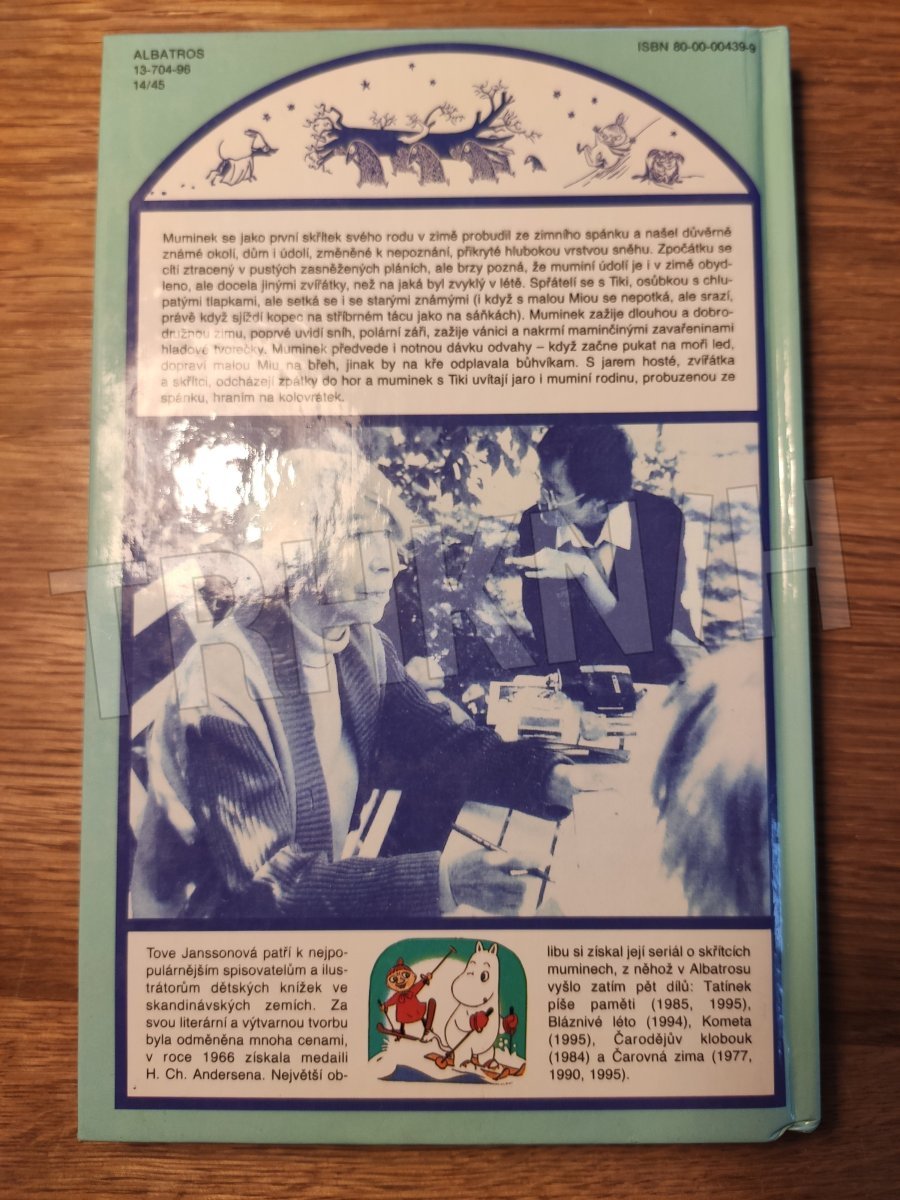 ALBATROS
13-704-96
14/45
ISBN 80-00-00439-9
Muminek se jako první skřítek svého rodu v zimě probudil ze zimního spánku a našel důvěrně
známé okolí, dům i údolí, změněné k nepoznání, přikryté hlubokou vrstvou sněhu. Zpočátku se
cítí ztracený v pustých zasněžených pláních, ale brzy pozná, že muminí údolí je i v zimě obyd-
leno, ale docela jinými zvířátky, než na jaká byl zvyklý v létě. Spřátelí se s Tiki, osůbkou s chlu-
patými tlapkami, ale setká se i se starými známými (i když s malou Miou se nepotká, ale srazí,
právě když sjíždí kopec na stříbrném tácu jako na sáňkách). Muminek zažije dlouhou a dobro-
družnou zimu, poprvé uvidí sníh, polární záři, zažije vánici a nakrmí maminčinými zavařeninami
hladové tvorečky. Muminek předvede i notnou dávku odvahy – když začne pukat na moři led,
dopraví malou Miu na břeh, jinak by na kře odplavala bůhvíkam. S jarem hosté, zvířátka
a skřítci, odcházejí zpátky do hor a muminek s Tiki uvítají jaro i muminí rodinu, probuzenou ze
spánku, hraním na kolovrátek.
TRHKNIH
Tove Janssonová patří k nejpo-
pulárnějším spisovatelům a ilus-
trátorům dětských knížek ve
skandinávských zemích. Za
svou literární a výtvarnou tvorbu
byla odměněna mnoha cenami,
v roce 1966 získala medaili
H. Ch. Andersena. Největší ob-
libu si získal její seriál o skřítcích
muminech, z něhož v Albatrosu
vyšlo zatím pět dílů: Tatínek
píše paměti (1985, 1995),
Bláznivé léto (1994), Kometa
(1995), Čarodějův klobouk
(1984) a Čarovná zima (1977,
1990, 1995).